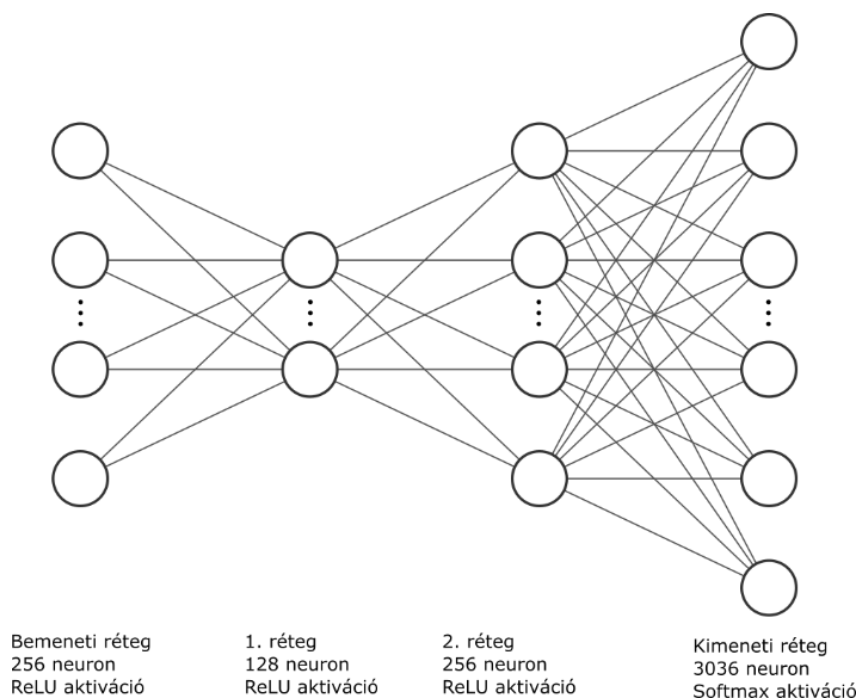 Bemeneti réteg
256 neuron
ReLU aktiváció
1. réteg
128 neuron
ReLU aktiváció
2. réteg
256 neuron
ReLU aktiváció
Kimeneti réteg
3036 neuron
Softmax aktiváció